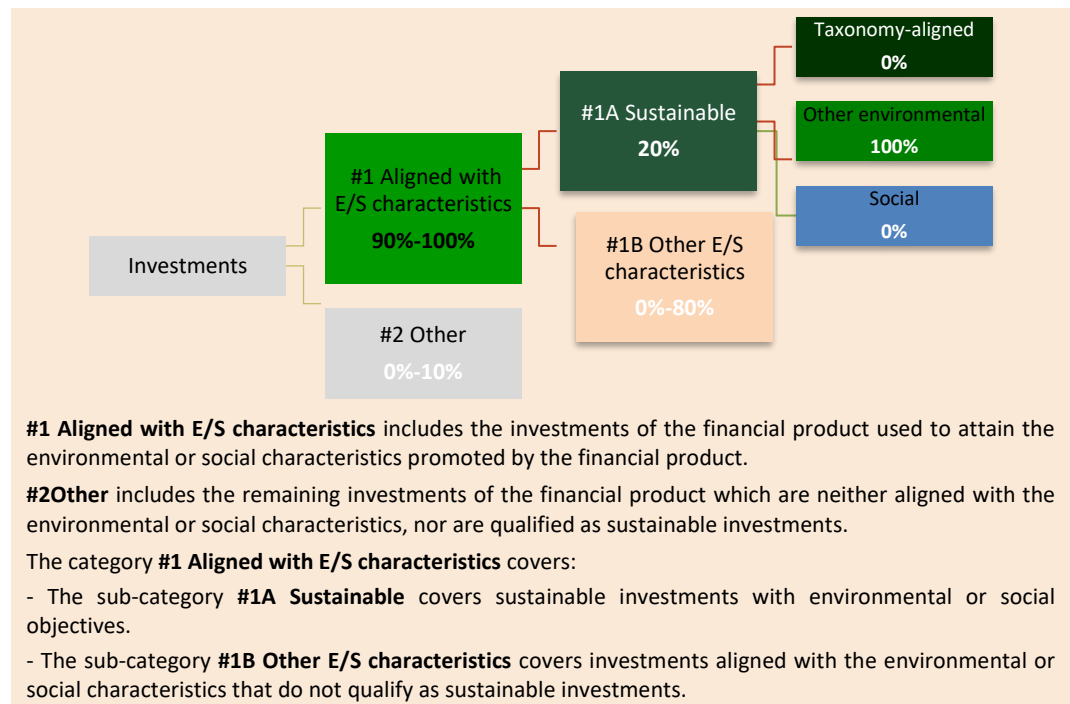 Taxonomy-aligned
0%
#1A Sustainable
20%
Other environmental
100%
#1 Aligned with
E/S characteristics
90%-100%
Social
0%
#1B Other E/S
characteristics
0%-80%
Investments
#2 Other
0%-10%
#1 Aligned with E/S characteristics includes the investments of the financial product used to attain the
environmental or social characteristics promoted by the financial product.
#2Other includes the remaining investments of the financial product which are neither aligned with the
environmental or social characteristics, nor are qualified as sustainable investments.
The category #1 Aligned with E/S characteristics covers:
- The sub-category #1A Sustainable covers sustainable investments with environmental or social
objectives.
- The sub-category #1B Other E/S characteristics covers investments aligned with the environmental or
social characteristics that do not qualify as sustainable investments.